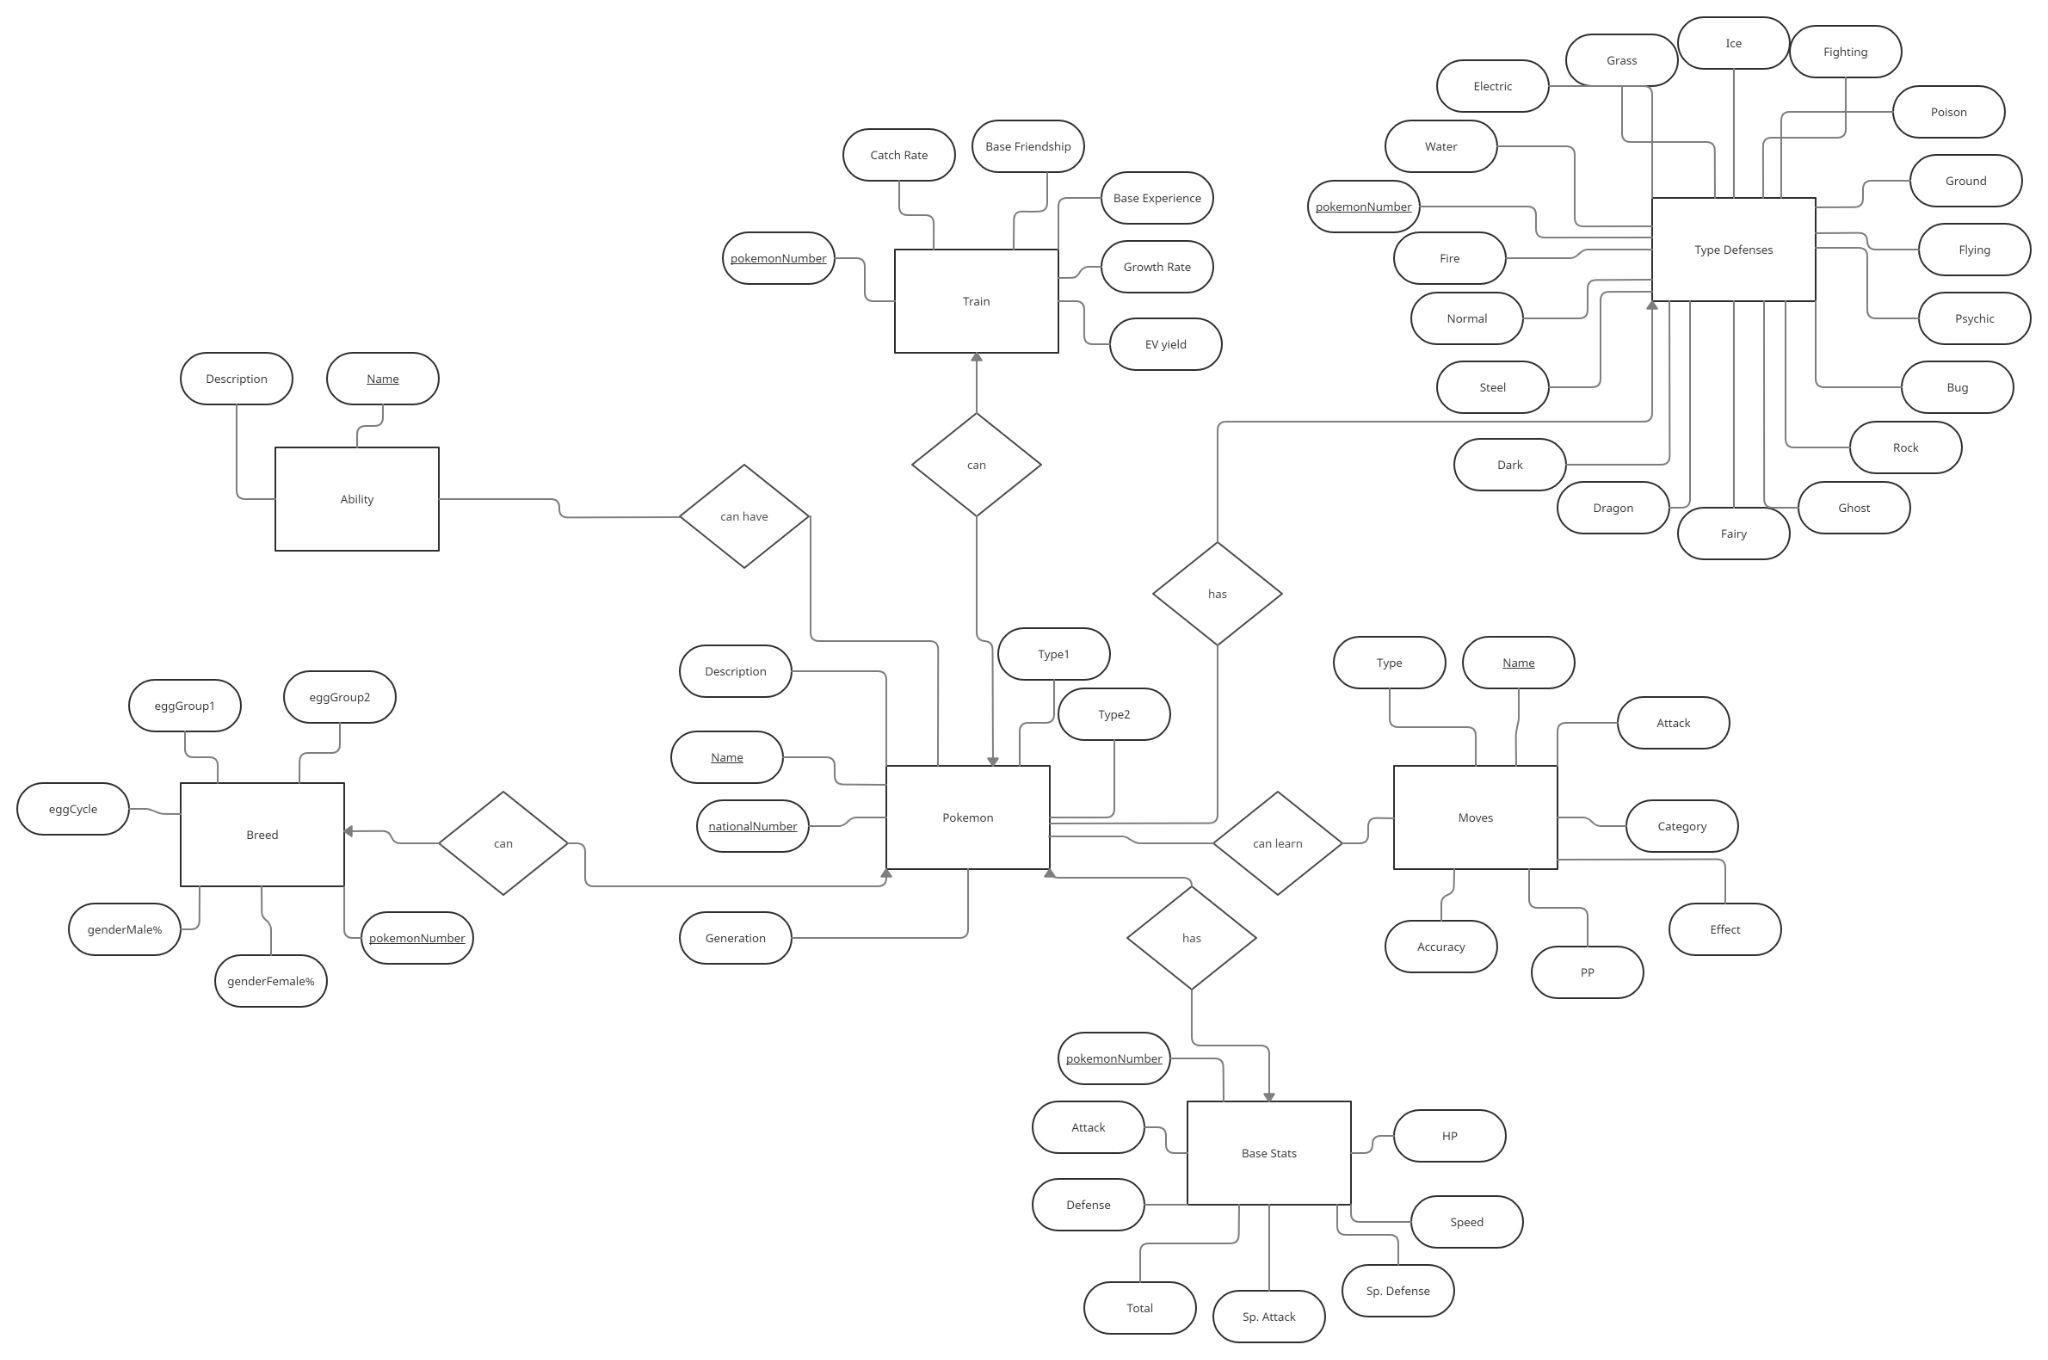 Ice
Fighting
Grass
Electric
Poison
Water
Catch Rate
Base Friendship
Ground
Base Experience
pokemonNumber
Type Defenses
Flying
pokemonNumber
Fire
Growth Rate
Train
Normal
Psychic
EV yield
Description
Name
Steel
Bug
Rock
can
Dark
Ability
can have
Dragon
Ghost
Fairy
has
Type1
Type
Name
Description
eggGroup1
eggGroup2
Type2
Attack
Name
eggCycle
Breed
can
nationalNumber
Pokemon
can learn
Moves
Category
genderMale%
pokemonNumber
genderFemale%
Generation
has
Accuracy
PP
Effect
pokemonNumber
Attack
HP
Base Stats
Defense
Speed
Total
Sp. Attack
Sp. Defense